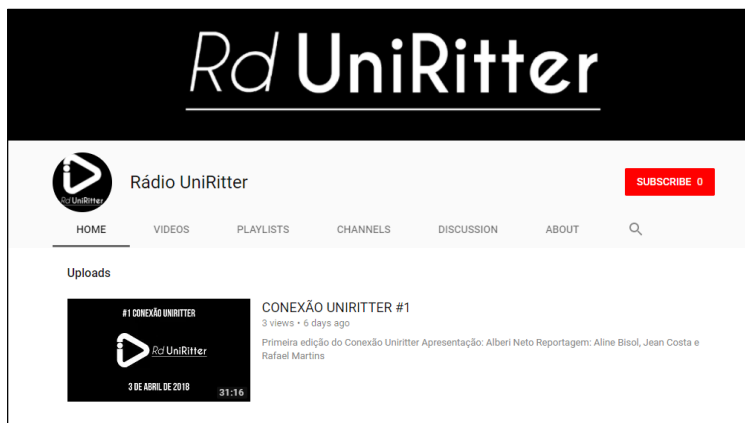 Rd UniRitter
Rd UniRitter
Rádio UniRitter
SUBSCRIBE 0
HOME VIDEOS PLAYLISTS CHANNELS DISCUSSION ABOUT
Uploads
#1 CONEXÃO UNIRITTER
Rd UniRitter
3 DE ABRIL DE 2018
31:16
CONEXÃO UNIRITTER #1
3 views • 6 days ago
Primeira edição do Conexão Uniritter Apresentação: Alberi Neto Reportagem: Aline Bisol, Jean Costa e
Rafael Martins